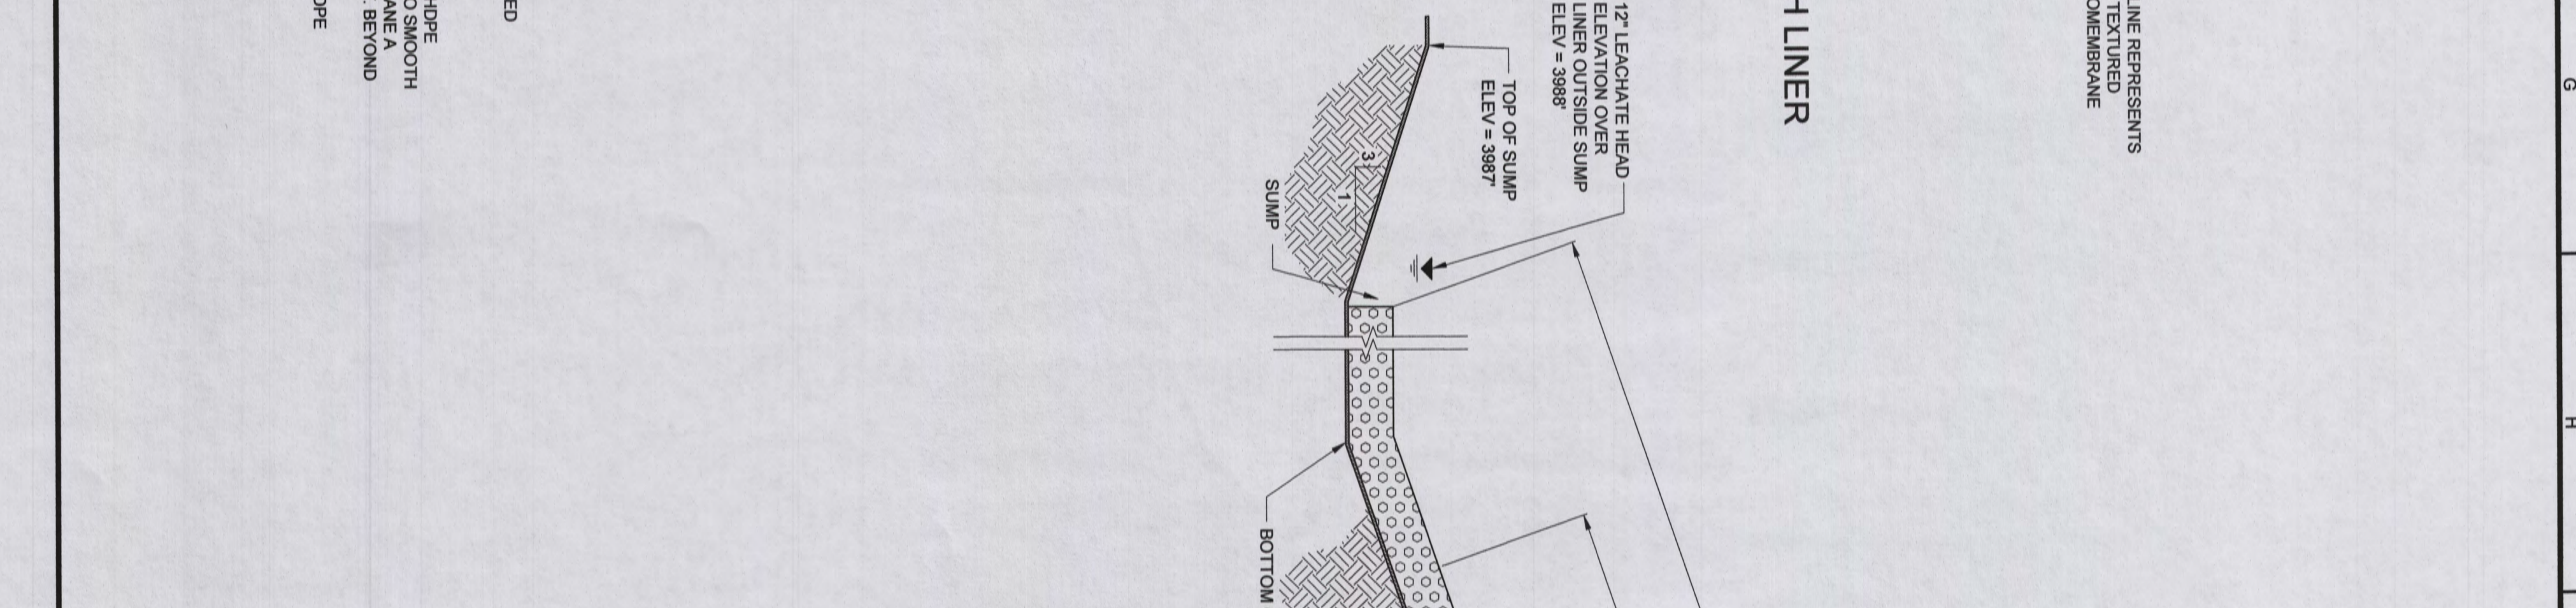 G
H
LINE REPRESENTS
TEXTURED
OMEMBRANE
H LINER
12" LEACHATE HEAD
ELEVATION OVER
LINER OUTSIDE SUMP
ELEV = 3988'
TOP OF SUMP
ELEV = 3987'
3
1
SUMP
BOTTOM
ED
HDPE
O SMOOTH
ANE A
. BEYOND
DPE